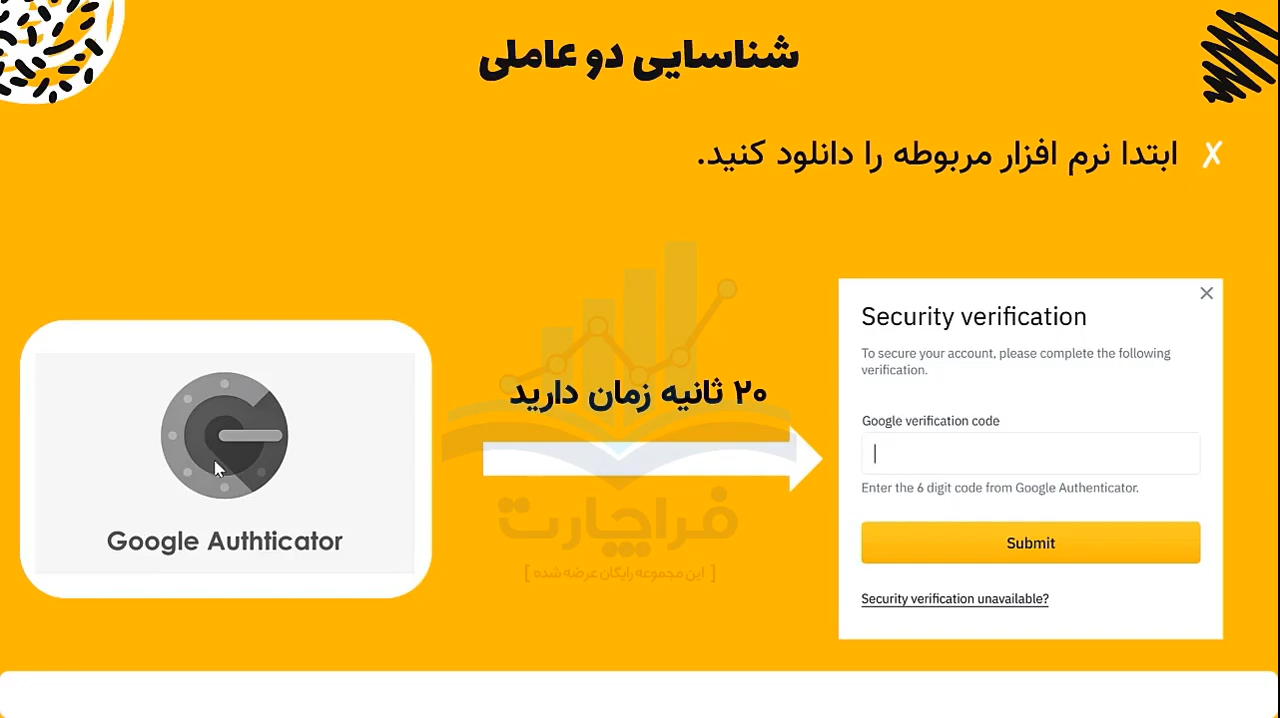 شناسایی دو عاملی
✗ ابتدا نرم افزار مربوطه را دانلود کنید.
Google Authticator
۲۰ ثانیه زمان دارید
فراچارت
[ این مجموعه رایگان عرضه شده ]
Security verification
To secure your account, please complete the following
verification.
Google verification code
Enter the 6 digit code from Google Authenticator.
Submit
Security verification unavailable?